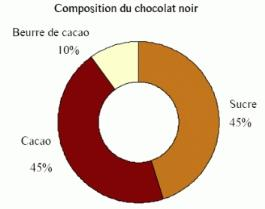 Composition du chocolat noir
Beurre de cacao
10%
Sucre
45%
Cacao
45%